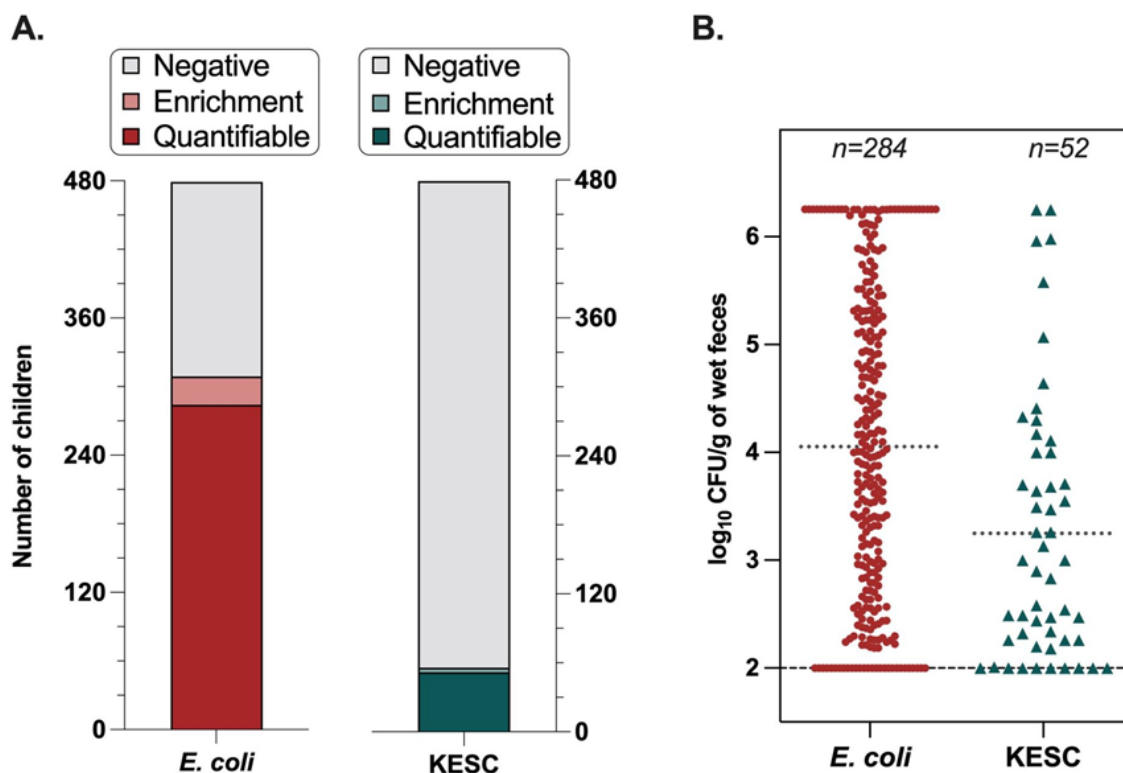 A.
Negative
Enrichment
Quantifiable
Negative
Enrichment
Quantifiable
Number of children
480
360
240
120
0
480
360
240
120
0
E. coli
KESC
B.
n=284
n=52
log₁₀ CFU/g of wet feces
6
5
4
3
2
E. coli
KESC